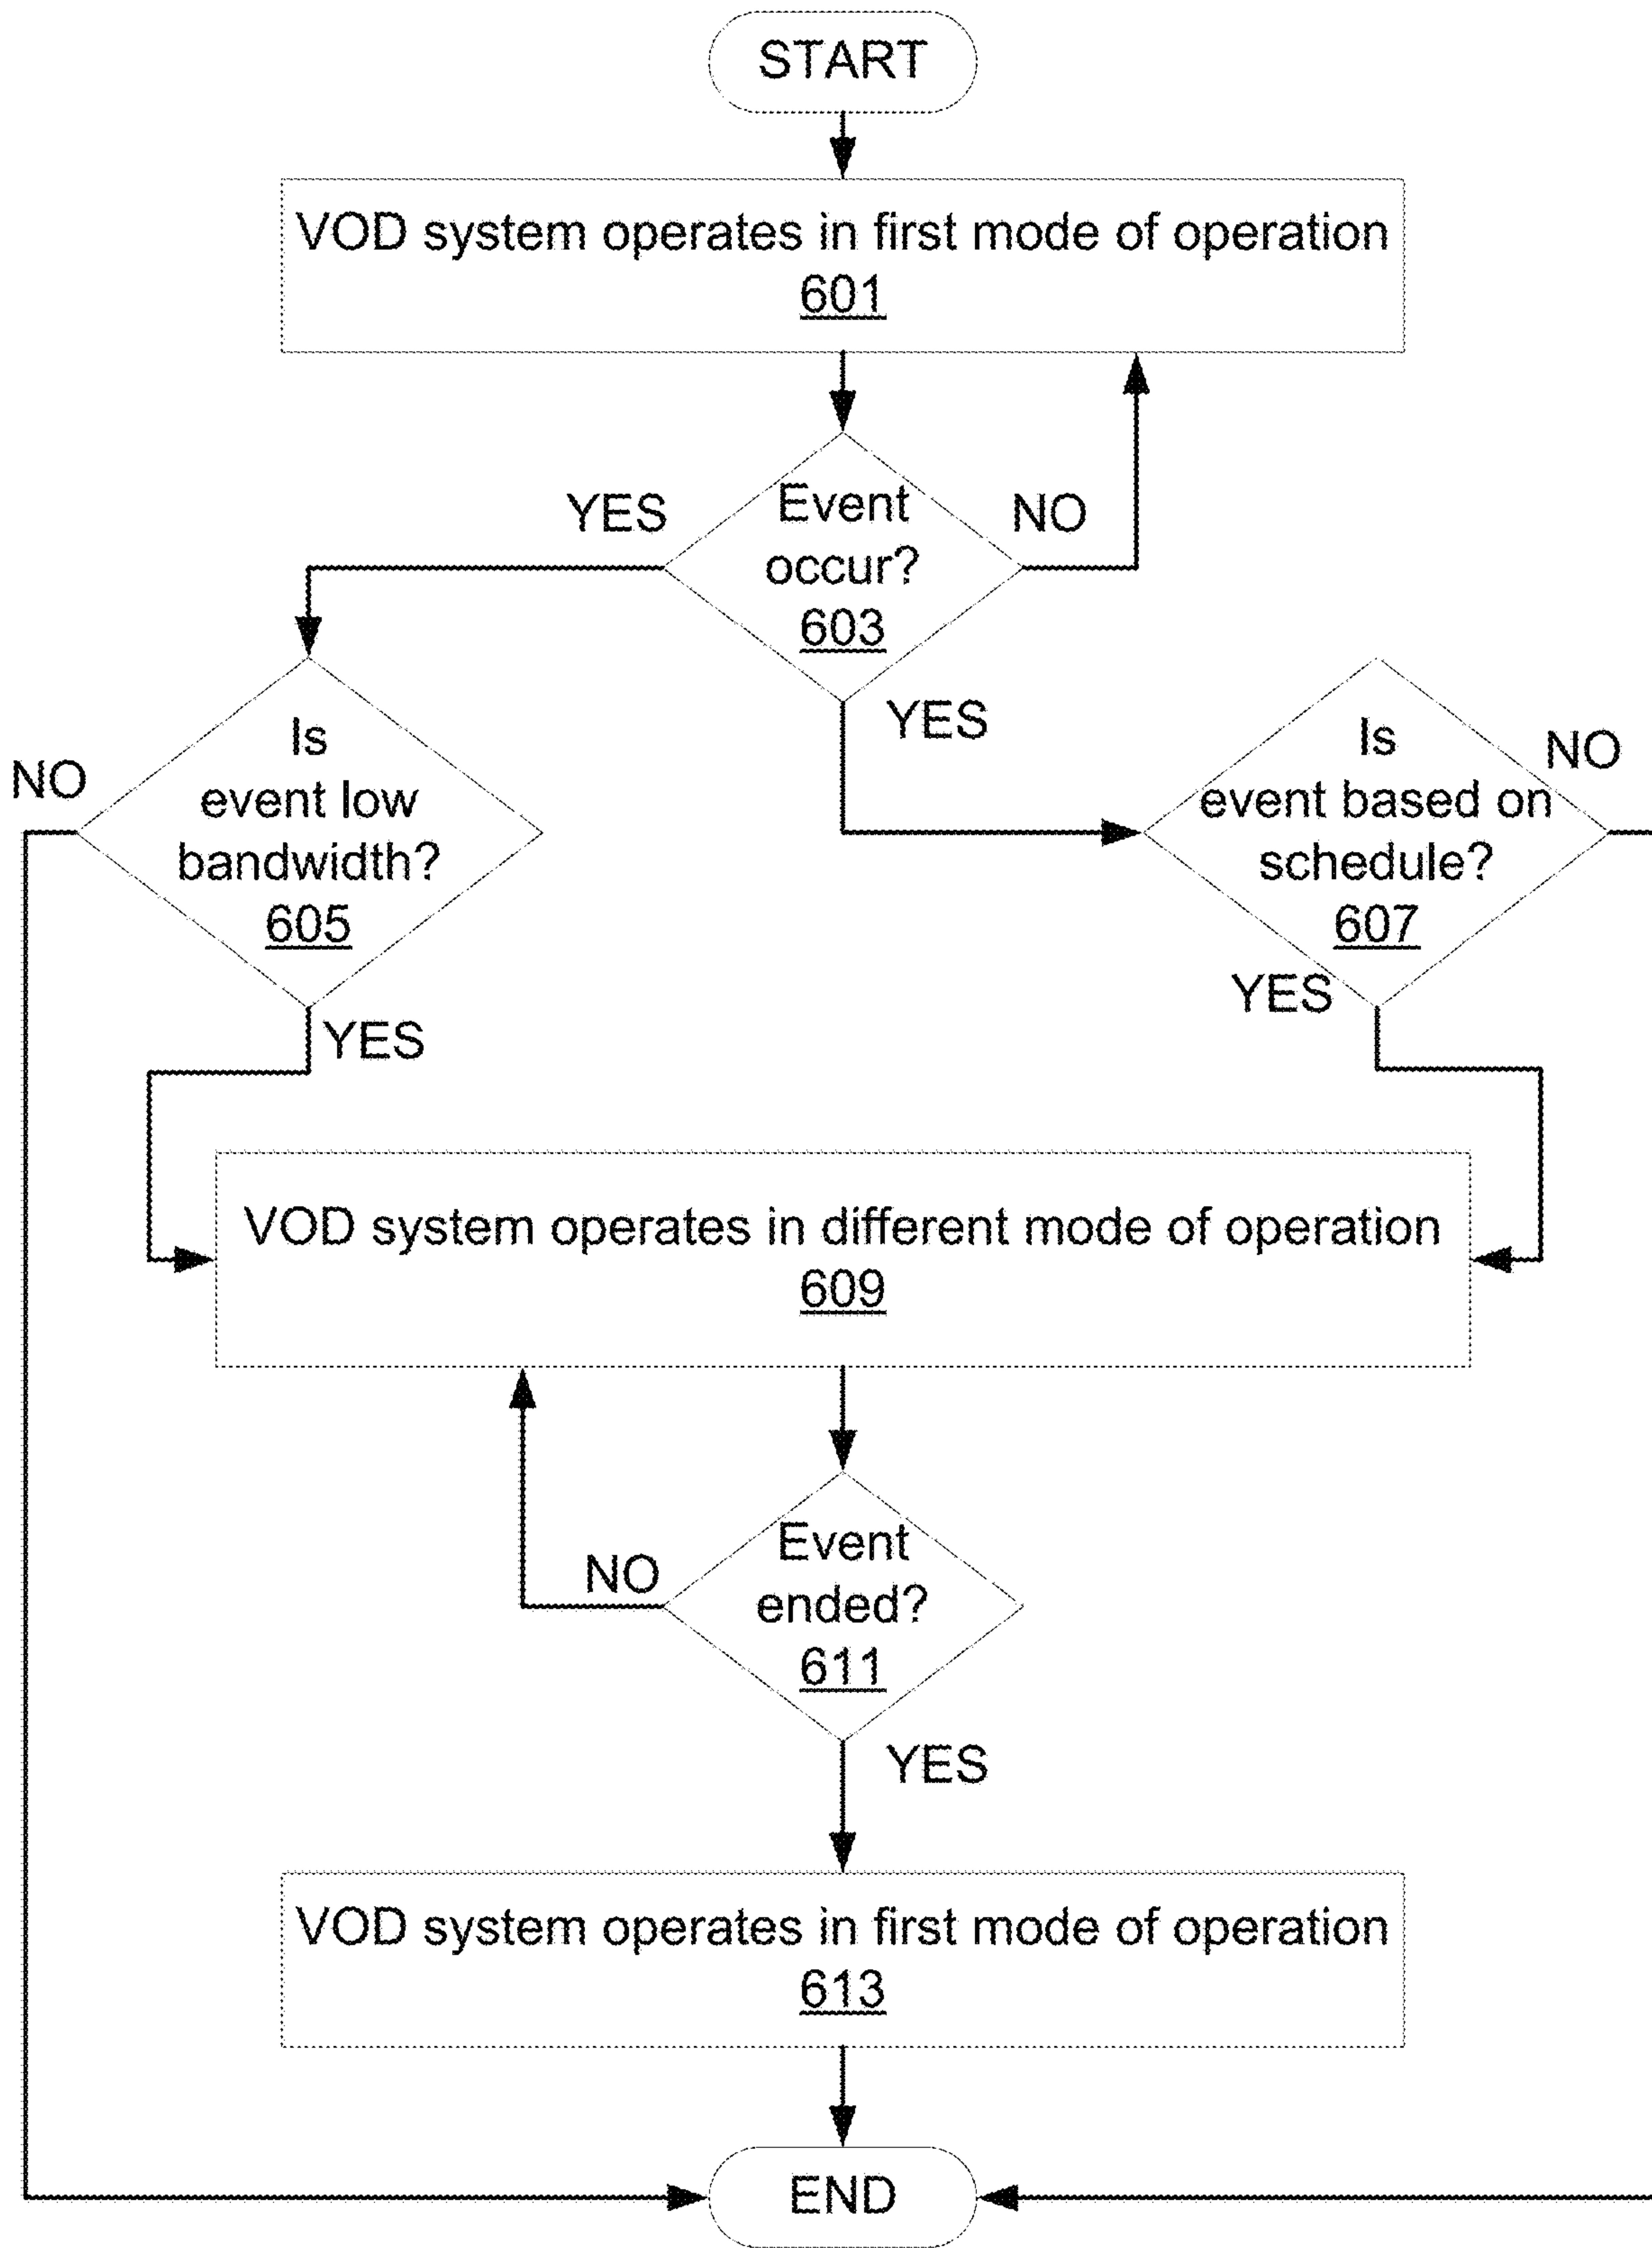 START
VOD system operates in first mode of operation
601
YES
Event
occur?
603
NO
YES
NO
Is
event low
bandwidth?
605
YES
Is
event based on
schedule?
607
NO
YES
VOD system operates in different mode of operation
609
NO
Event
ended?
611
YES
VOD system operates in first mode of operation
613
END